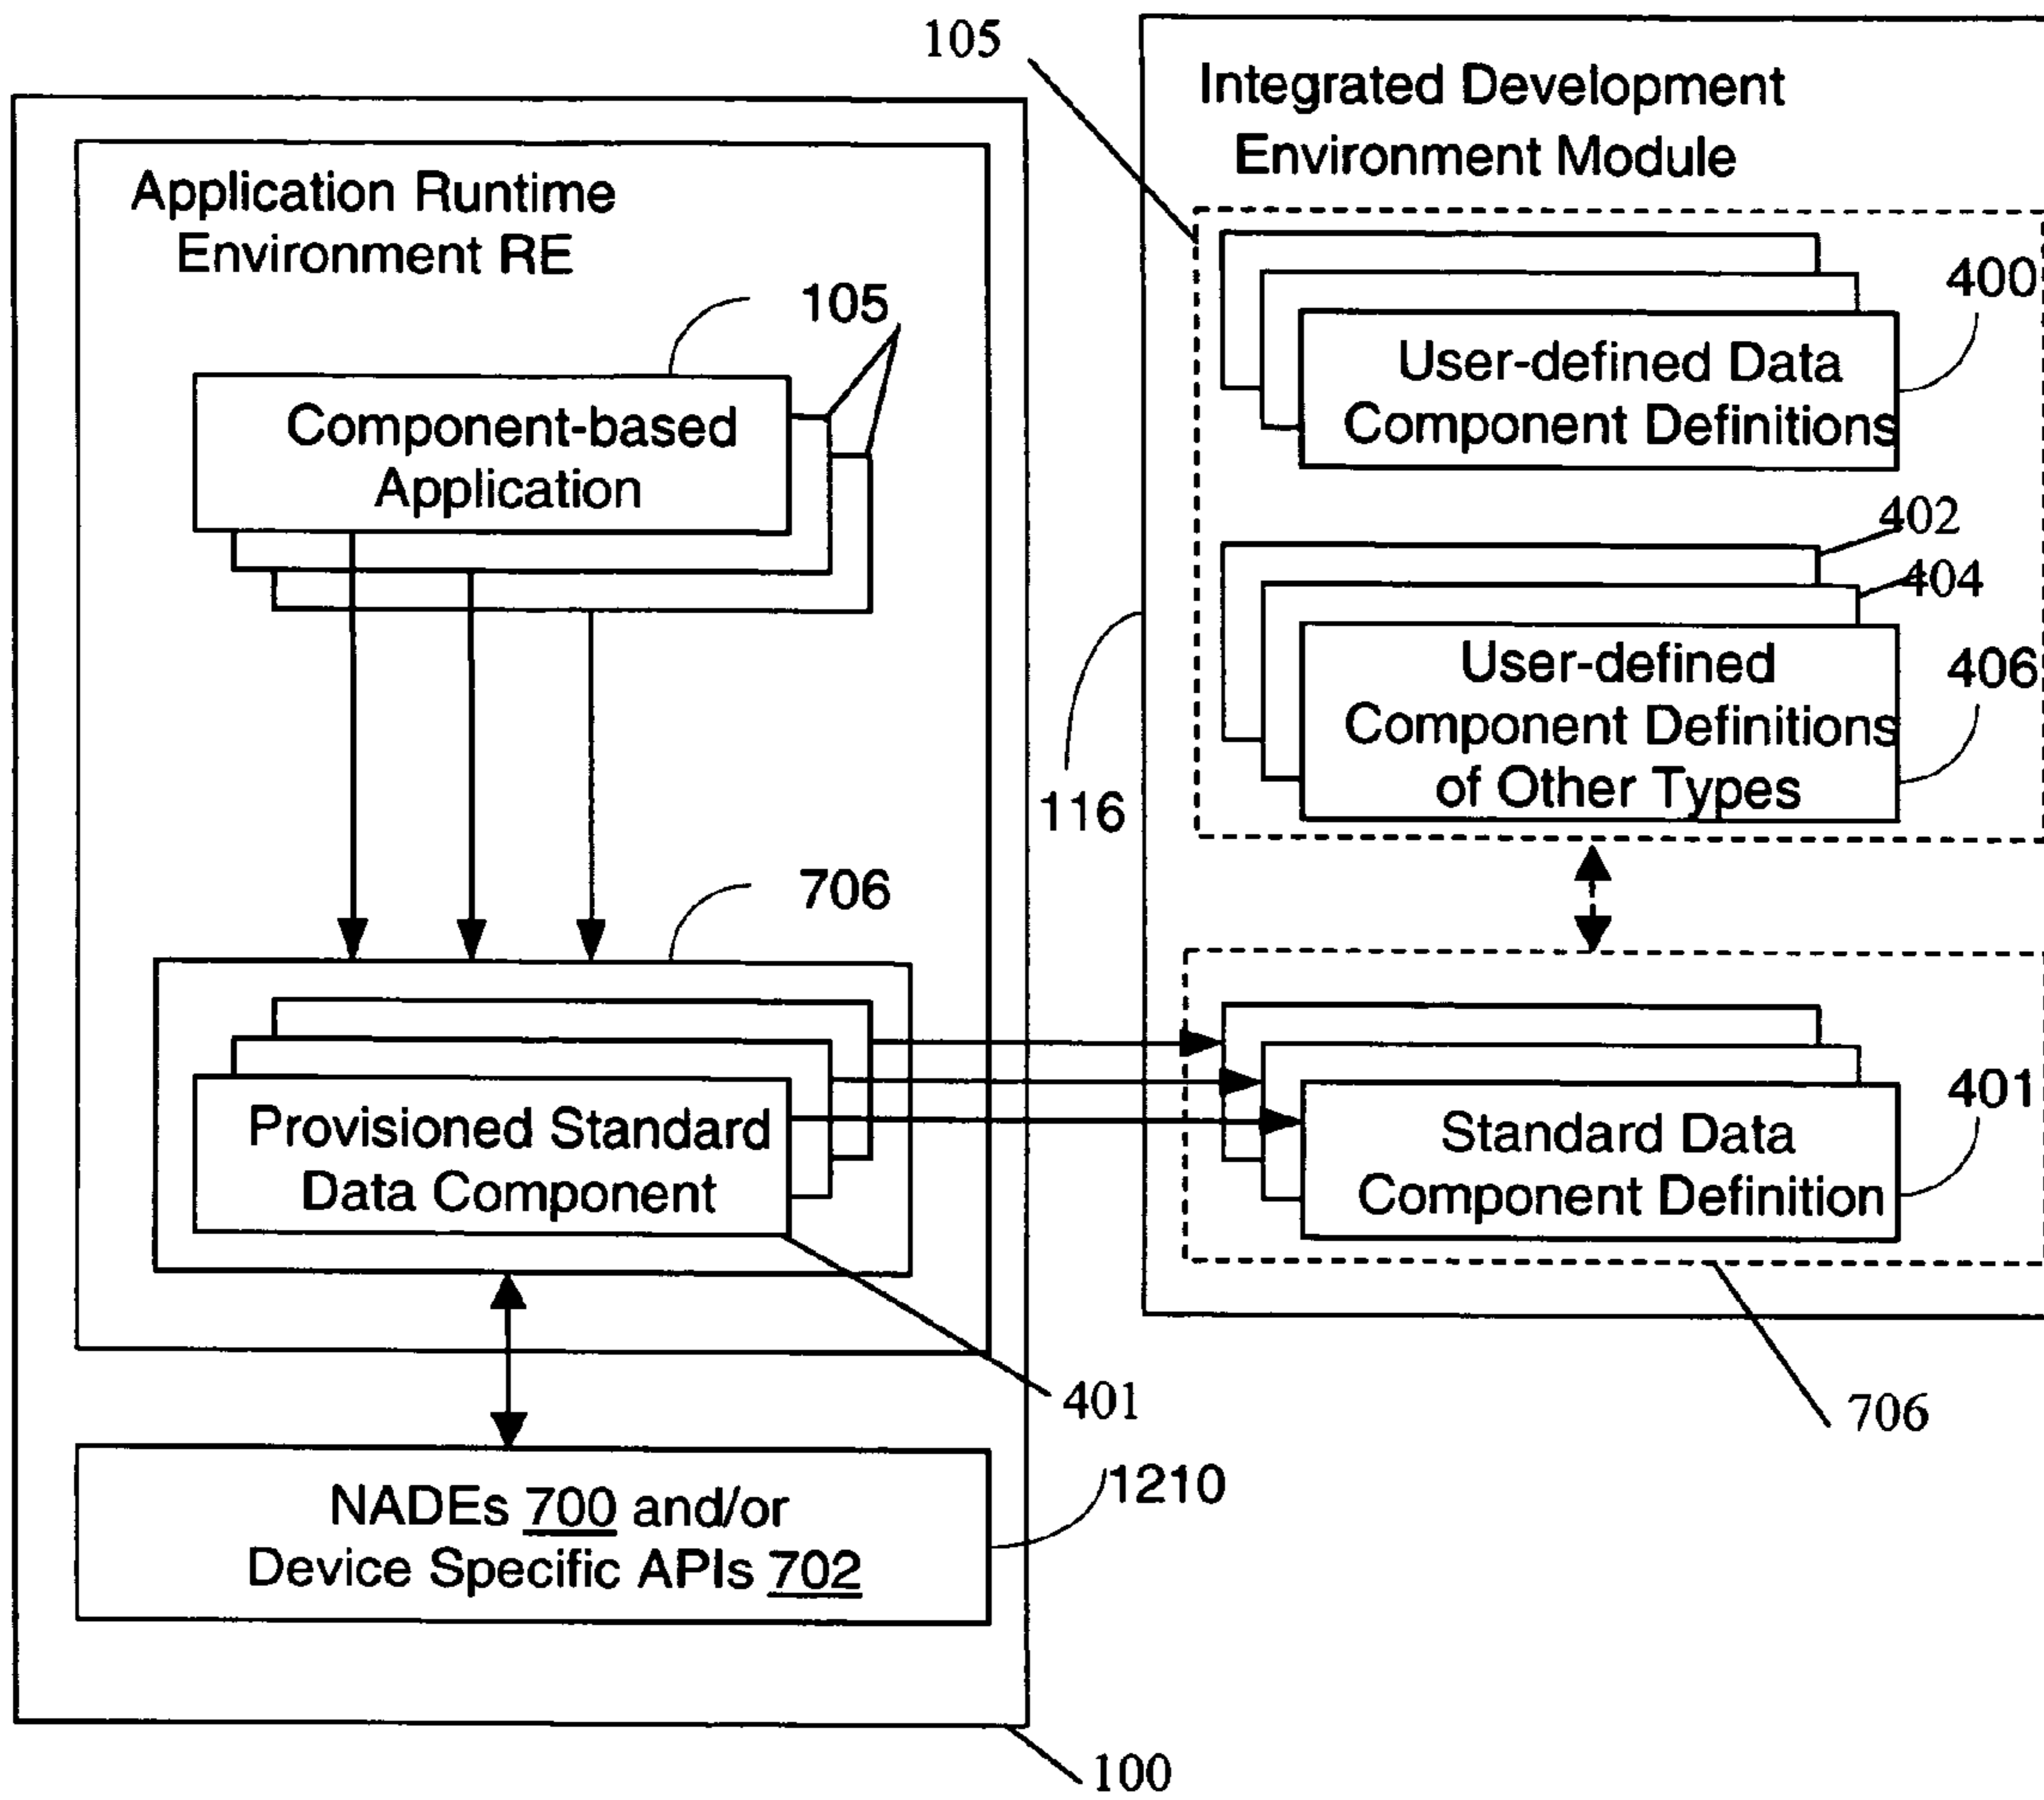 105
Integrated Development
Environment Module
Application Runtime
Environment RE
105
Component-based
Application
400
User-defined Data
Component Definitions
402
404
406
User-defined
Component Definitions
of Other Types
116
706
Provisioned Standard
Data Component
401
Standard Data
Component Definition
401
706
NADEs 700 and/or
Device Specific APIs 702
1210
100